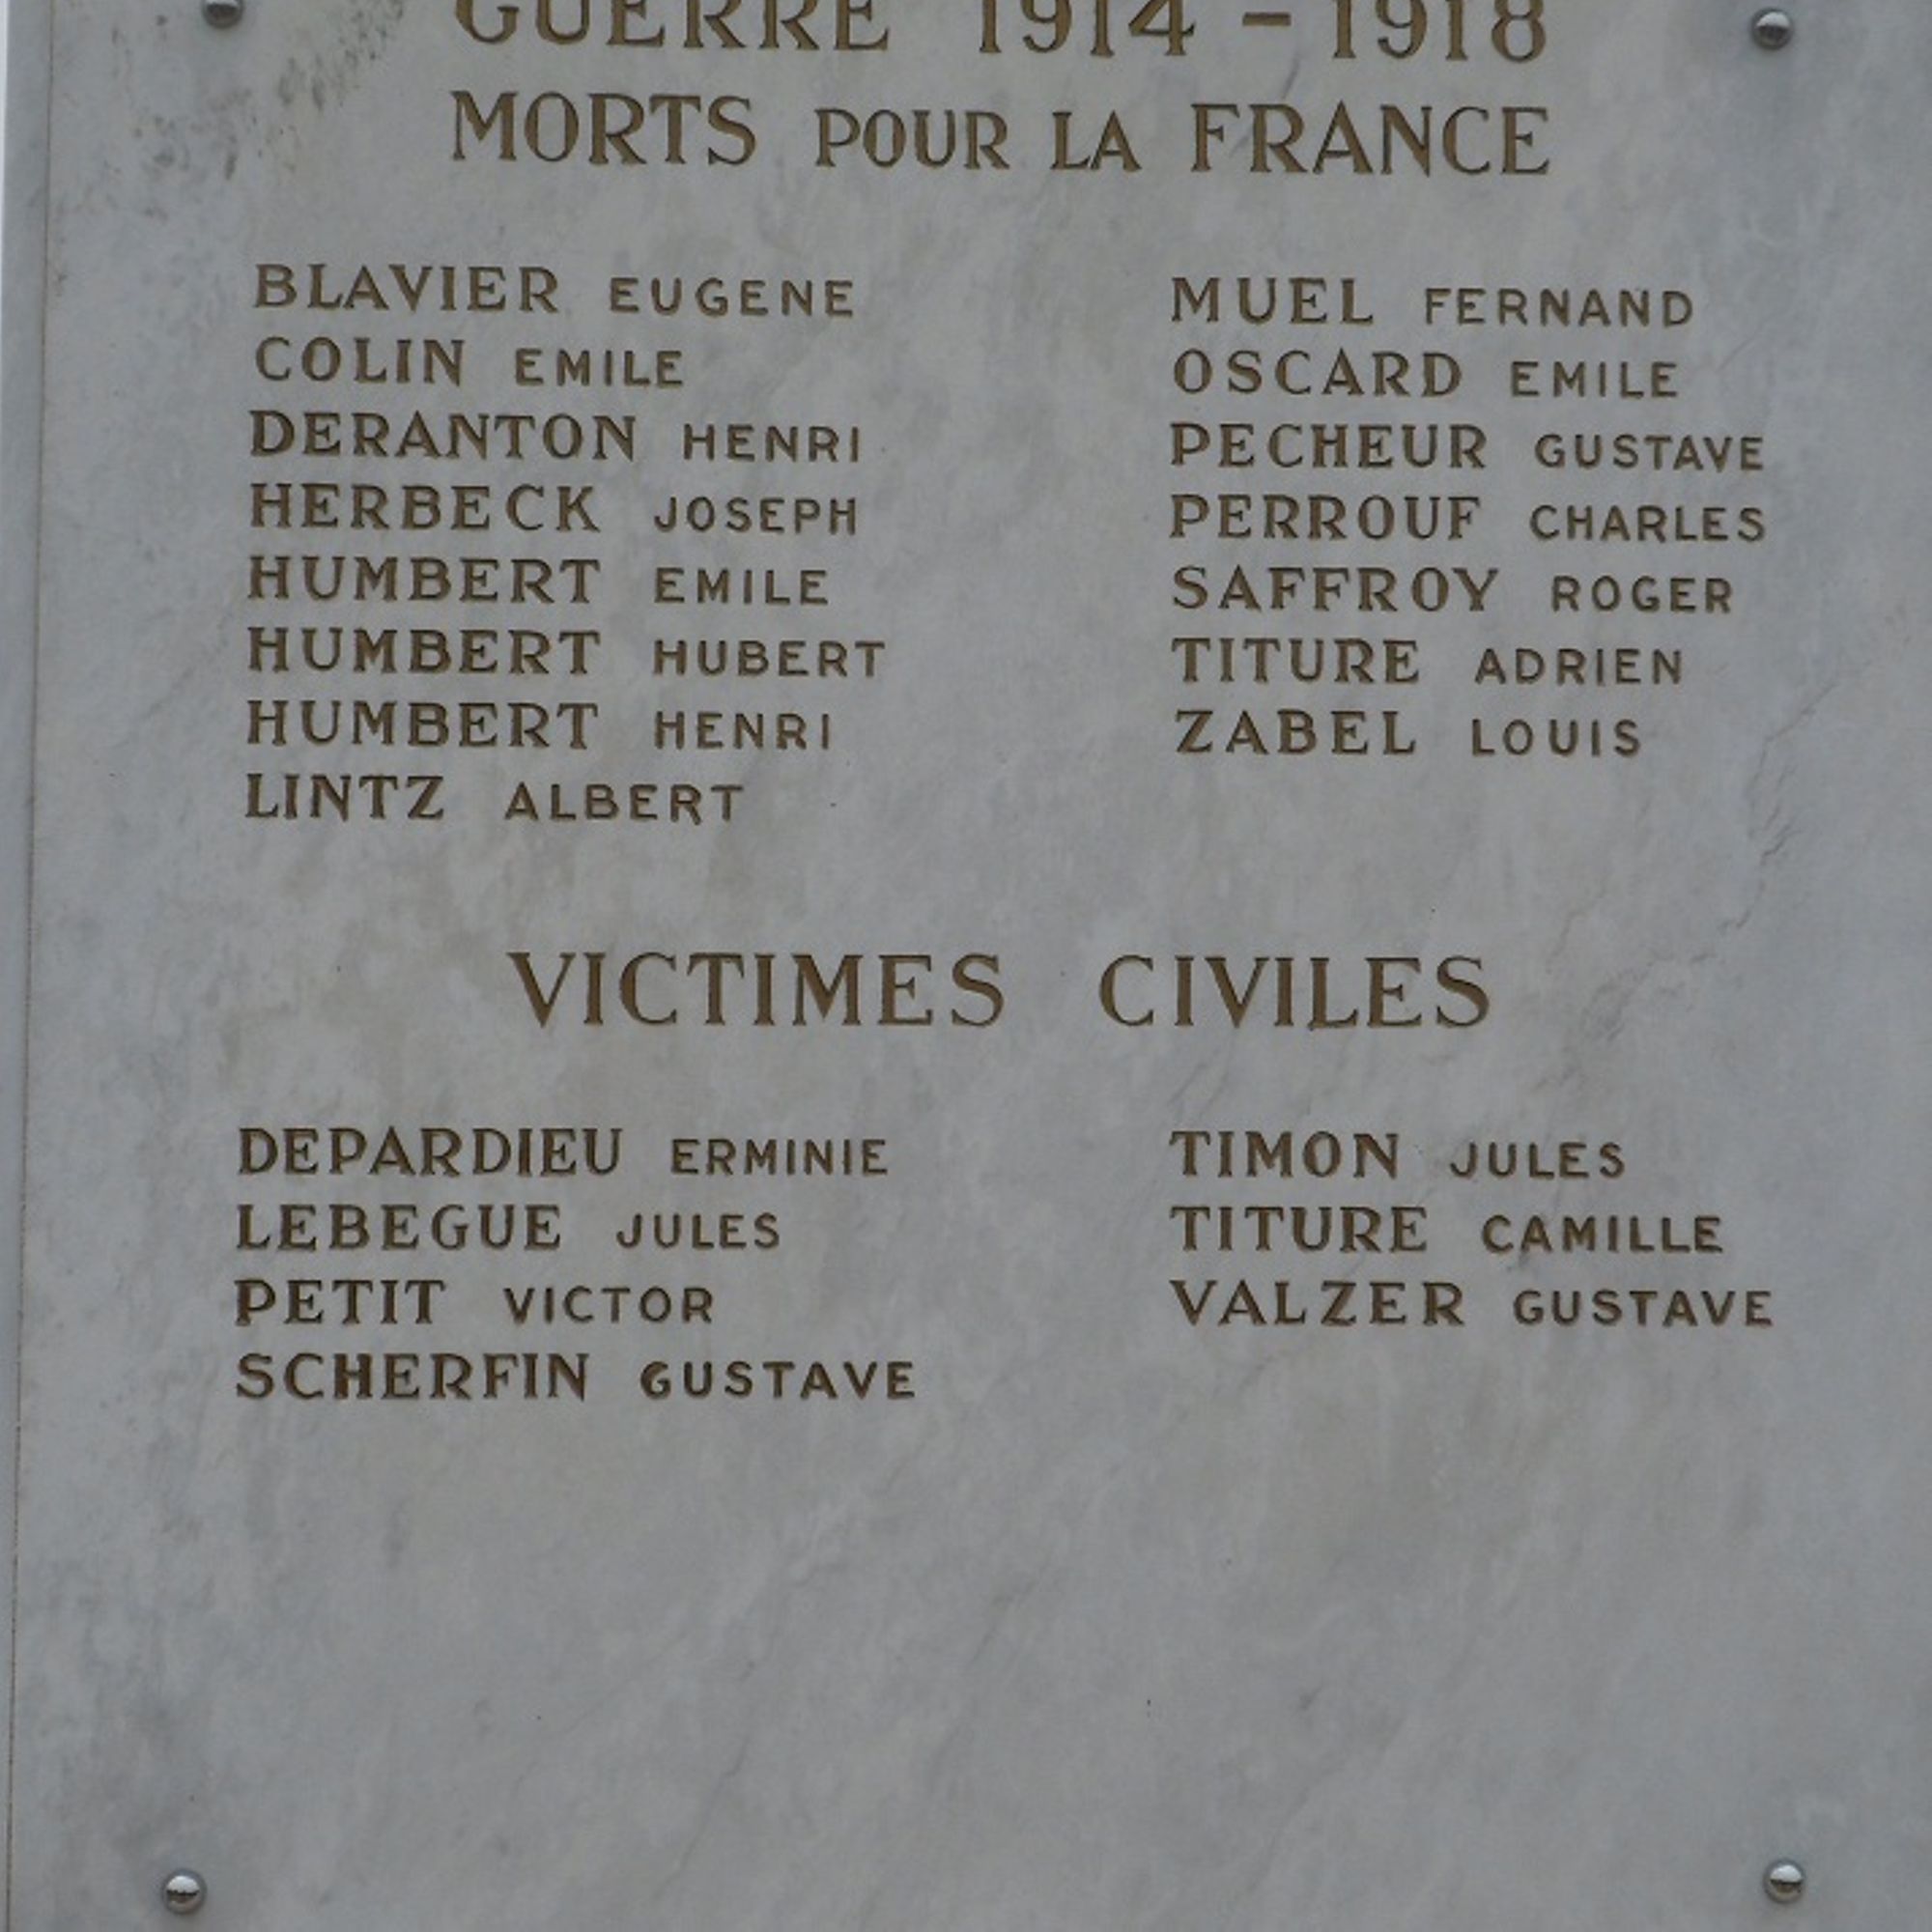 GUERRE 1914 - 1918
MORTS POUR LA FRANCE
BLAVIER EUGENE
COLIN EMILE
DERANTON HENRI
HERBECK JOSEPH
HUMBERT EMILE
HUMBERT HUBERT
HUMBERT HENRI
LINTZ ALBERT
MUEL FERNAND
OSCARD EMILE
PECHEUR GUSTAVE
PERROUF CHARLES
SAFFROY ROGER
TITURE ADRIEN
ZABEL LOUIS
VICTIMES CIVILES
DEPARDIEU ERMINIE
LEBEGUE JULES
PETIT VICTOR
SCHERFIN GUSTAVE
TIMON JULES
TITURE CAMILLE
VALZER GUSTAVE